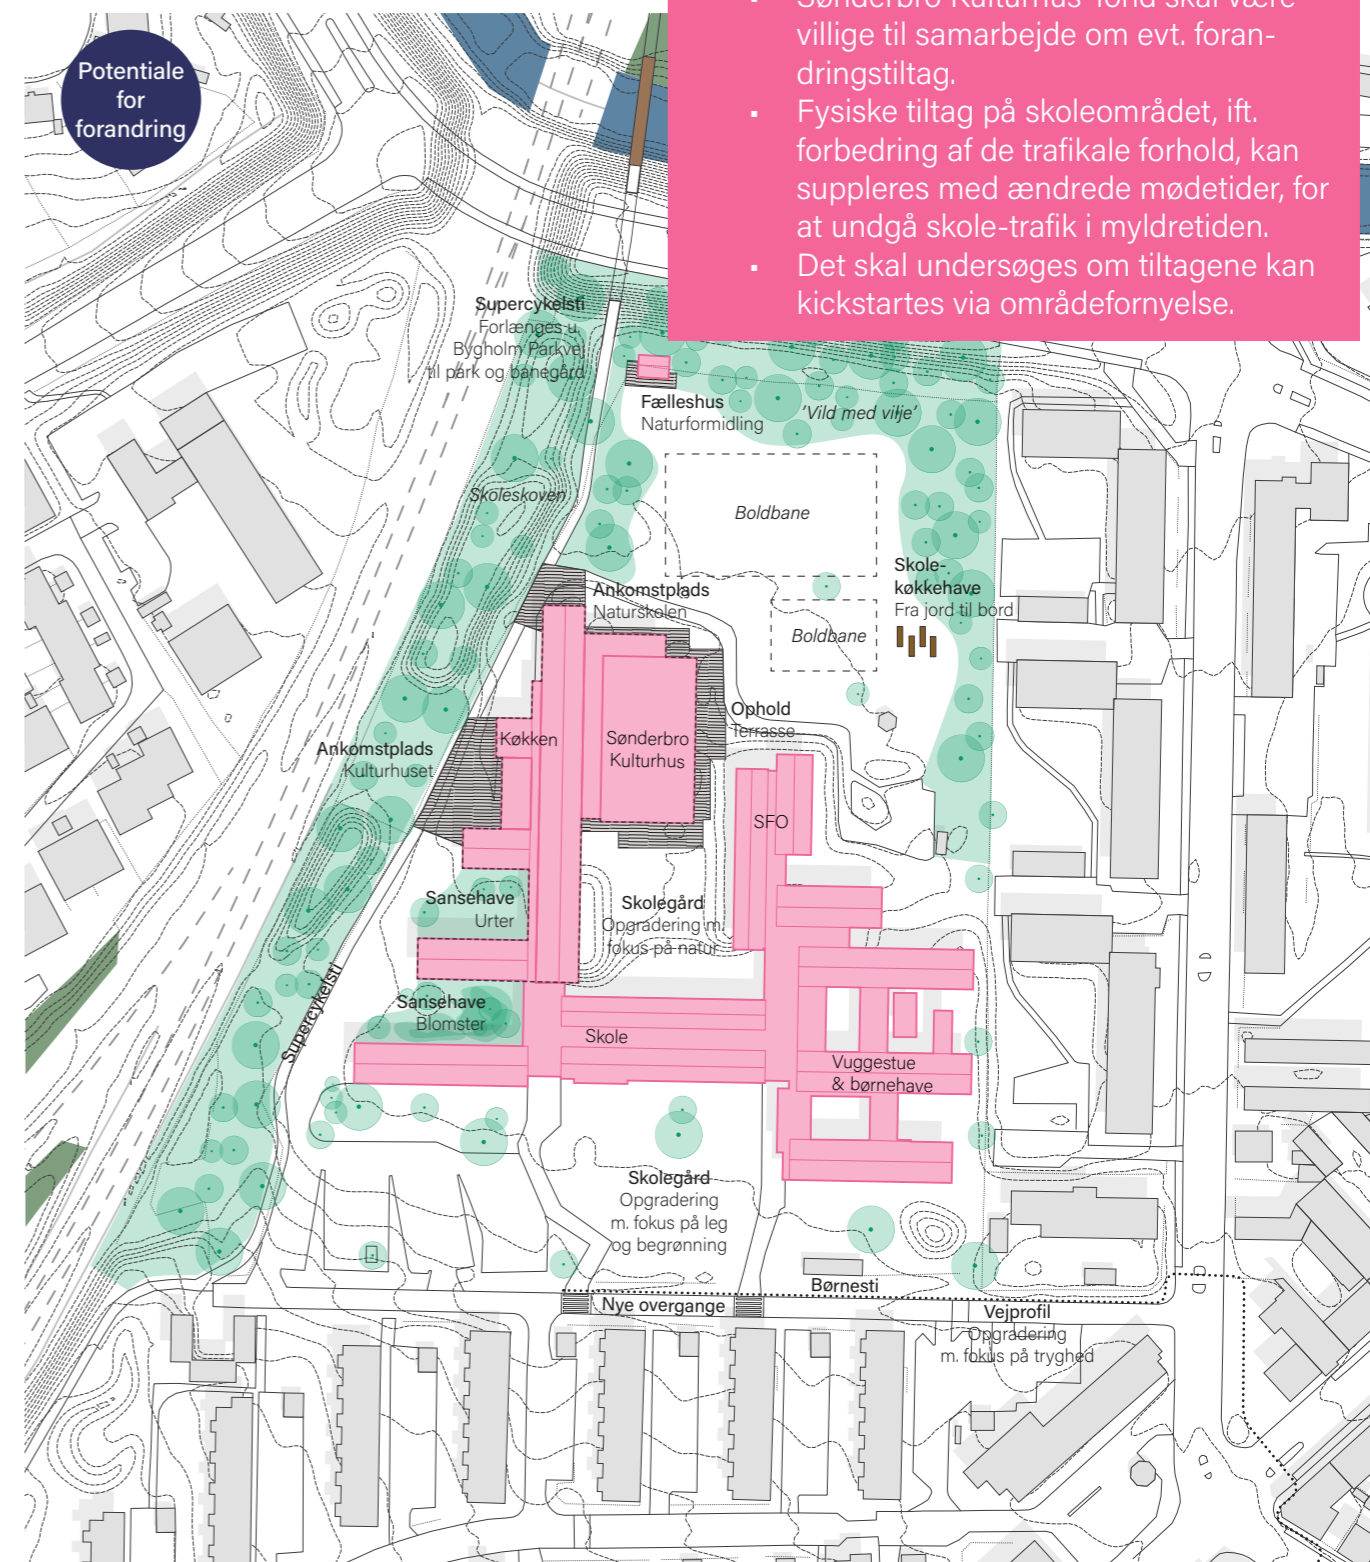 Potentiale
for
forandring
Sønderbro Kulturhus' fond skal være
villige til samarbejde om evt. foran-
dringstiltag.
• Fysiske tiltag på skoleområdet, ift.
forbedring af de trafikale forhold, kan
suppleres med ændrede mødetider, for
at undgå skole-trafik i myldretiden.
• Det skal undersøges om tiltagene kan
kickstartes via områdefornyelse.
Supercykelsti
Forlænges u.
Bygholm Parkvej
til park og banegård
Fælleshus
Naturformidling
'Vild med vilje'
Skoleskoven
Boldbane
Skole-
køkkehave
Fra jord til bord
Ankomstplads
Naturskolen
Boldbane
Ophold
Terrasse
Ankomstplads
Kulturhuset
Køkken
Sønderbro
Kulturhus
SFO
Sansehave
Urter
Skolegård
Opgradering m.
fokus på natur
Supercykelsti
Sansehave
Blomster
Skole
Vuggestue
& børnehave
Skolegård
Opgradering
m. fokus på leg
og begrønning
Børnesti
Nye overgange
Vejprofil
Opgradering
m. fokus på tryghed